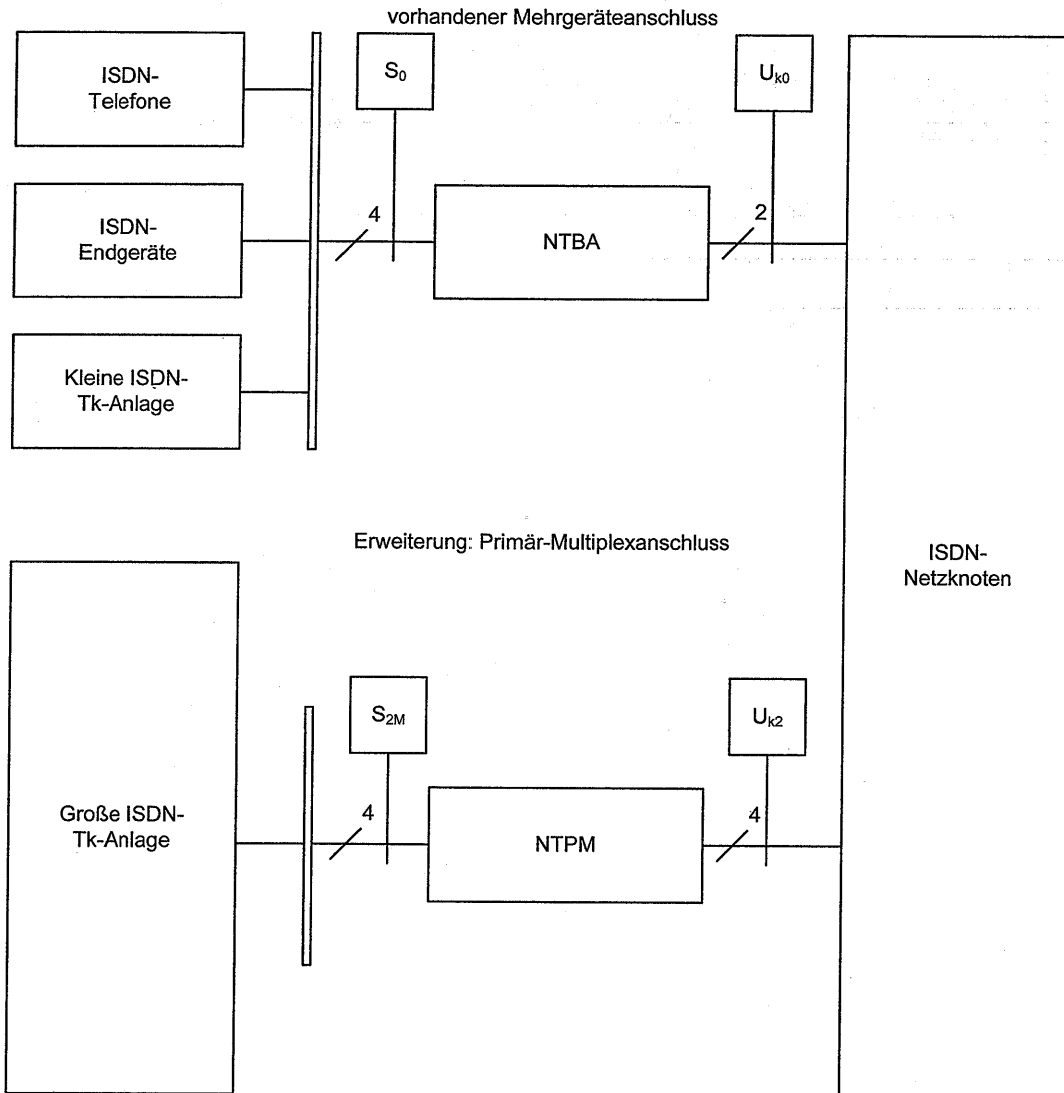 vorhandener Mehrgeräteanschluss
ISDN-
Telefone
S₀
Uₖ₀
ISDN-
Endgeräte
4
NTBA
2
Kleine ISDN-
Tk-Anlage
Erweiterung: Primär-Multiplexanschluss
ISDN-
Netzknoten
Große ISDN-
Tk-Anlage
S2M
Uₖ₂
4
NTPM
4